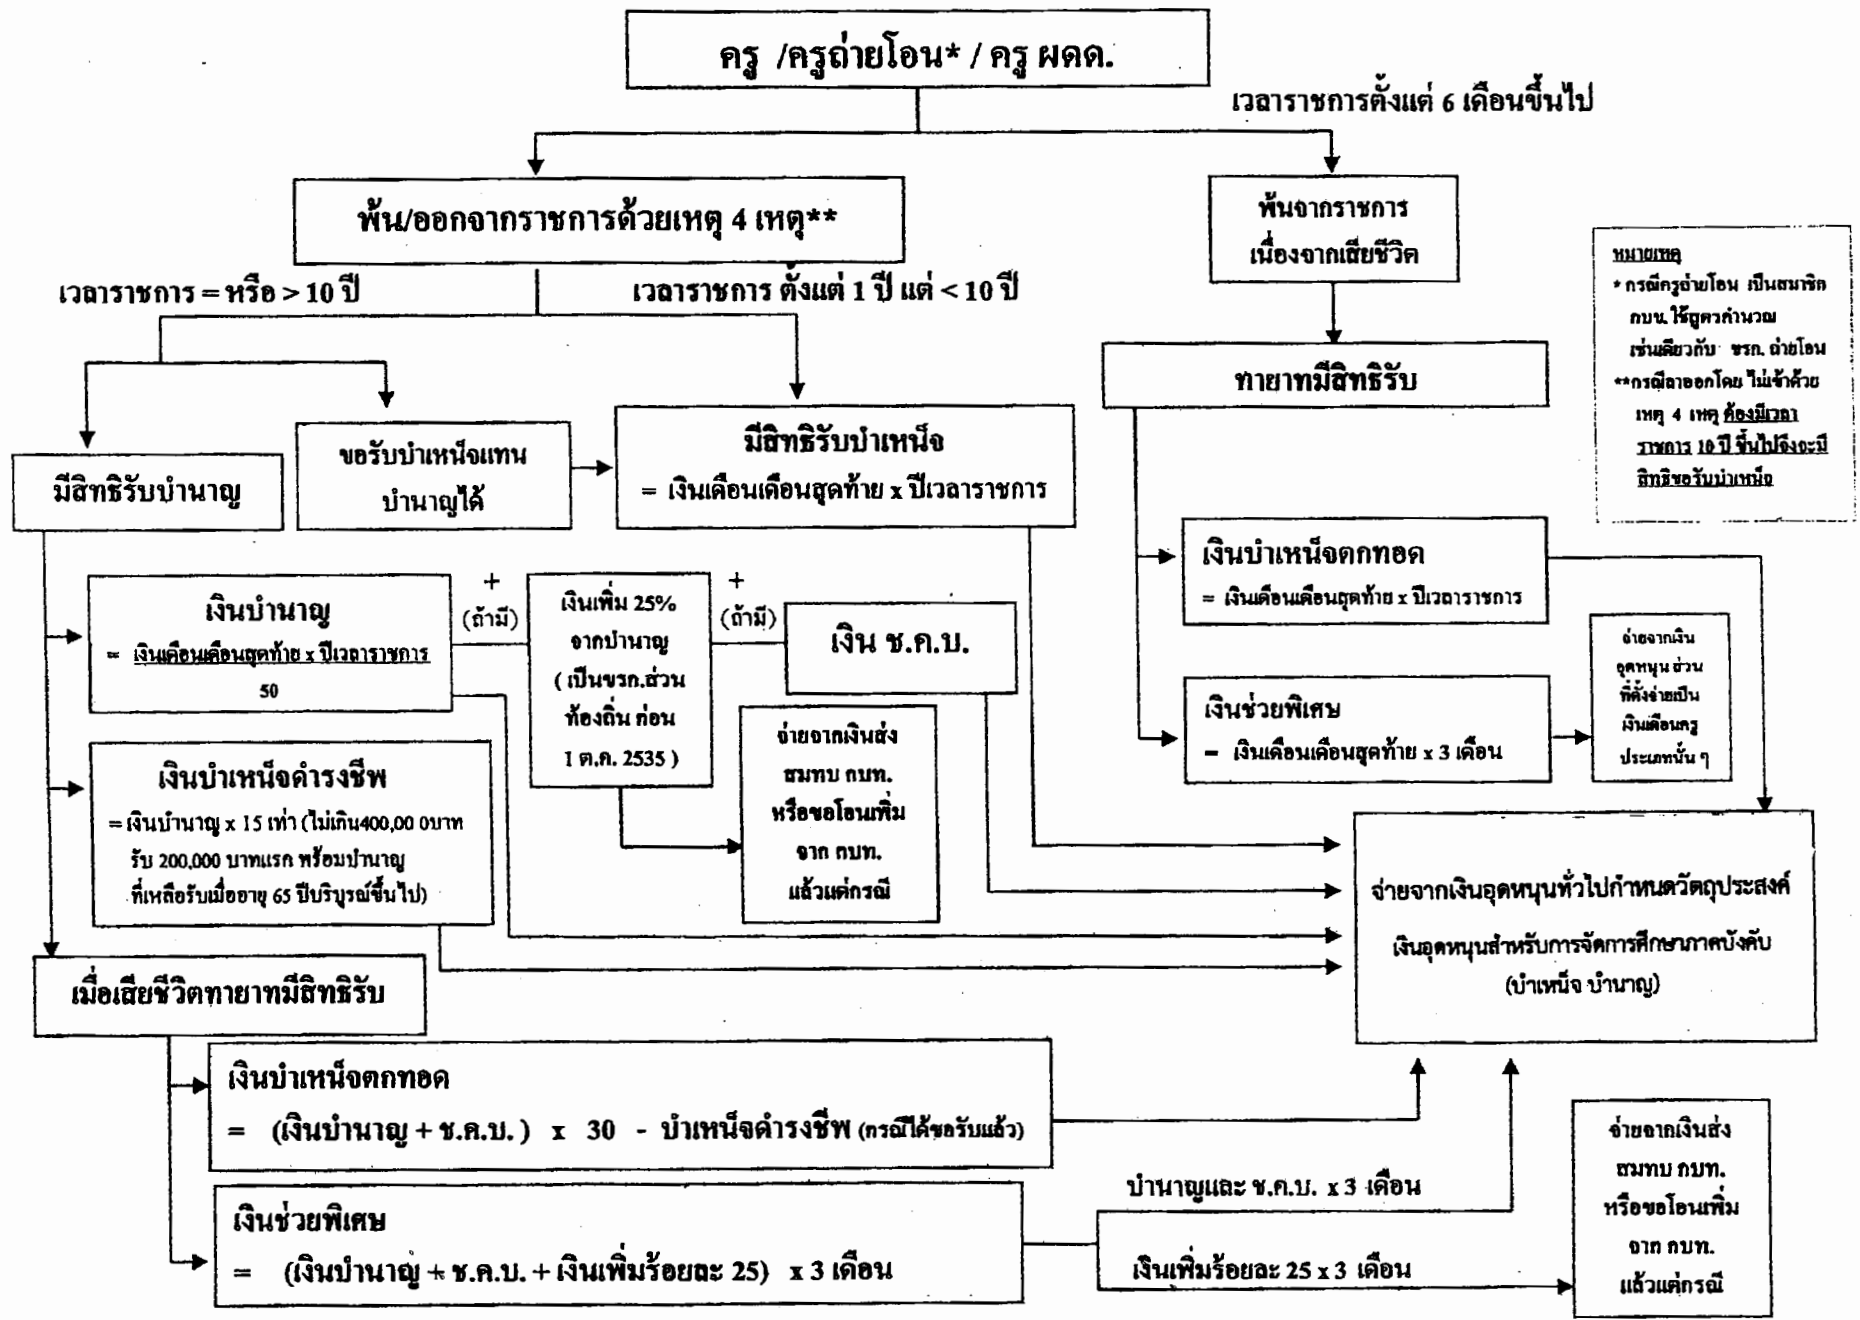 ครู /ครูถ่ายโอน* / ครู ผดด.
เวลาราชการตั้งแต่ 6 เดือนขึ้นไป
พ้น/ออกจากราชการด้วยเหตุ 4 เหตุ**
พ้นจากราชการ
เนื่องจากเสียชีวิต
หมายเหตุ
* กรณีครูถ่ายโอน เป็นสมาชิก
กบข. ใช้สูตรคำนวณ
เช่นเดียวกับ ขรก. ถ่ายโอน
**กรณีลาออกโดย ไม่เข้าด้วย
เหตุ 4 เหตุ ต้องมีเวลา
ราชการ 10 ปี ขึ้นไปจึงจะมี
สิทธิขอรับบำเหน็จ
เวลาราชการ = หรือ > 10 ปี
เวลาราชการ ตั้งแต่ 1 ปี แต่ < 10 ปี
ทายาทมีสิทธิรับ
มีสิทธิรับบำนาญ
ขอรับบำเหน็จแทน
บำนาญได้
มีสิทธิรับบำเหน็จ
= เงินเดือนเดือนสุดท้าย x ปีเวลาราชการ
เงินบำเหน็จตกทอด
= เงินเดือนเดือนสุดท้าย x ปีเวลาราชการ
เงินบำนาญ
= เงินเดือนเดือนสุดท้าย x ปีเวลาราชการ
50
+
(ถ้ามี)
เงินเพิ่ม 25%
จากบำนาญ
( เป็นขรก.ส่วน
ท้องถิ่น ก่อน
1 ต.ค. 2535 )
+
(ถ้ามี)
เงิน ช.ค.บ.
เงินช่วยพิเศษ
= เงินเดือนเดือนสุดท้าย x 3 เดือน
จ่ายจากเงิน
อุดหนุน ส่วน
ที่ตั้งจ่ายเป็น
เงินเดือนครู
ประเภทนั้น ๆ
เงินบำเหน็จดำรงชีพ
= เงินบำนาญ x 15 เท่า (ไม่เกิน400,00 0บาท
รับ 200,000 บาทแรก พร้อมบำนาญ
ที่เหลือรับเมื่ออายุ 65 ปีบริบูรณ์ขึ้นไป)
จ่ายจากเงินส่ง
สมทบ กบท.
หรือขอโอนเพิ่ม
จาก กบท.
แล้วแต่กรณี
จ่ายจากเงินอุดหนุนทั่วไปกำหนดวัตถุประสงค์
เงินอุดหนุนสำหรับการจัดการศึกษาภาคบังคับ
(บำเหน็จ บำนาญ)
เมื่อเสียชีวิตทายาทมีสิทธิรับ
เงินบำเหน็จตกทอด
= (เงินบำนาญ + ช.ค.บ. ) x 30 - บำเหน็จดำรงชีพ (กรณีได้ขอรับแล้ว)
เงินช่วยพิเศษ
= (เงินบำนาญ + ช.ค.บ. + เงินเพิ่มร้อยละ 25) x 3 เดือน
บำนาญและ ช.ค.บ. x 3 เดือน
เงินเพิ่มร้อยละ 25 x 3 เดือน
จ่ายจากเงินส่ง
สมทบ กบท.
หรือขอโอนเพิ่ม
จาก กบท.
แล้วแต่กรณี